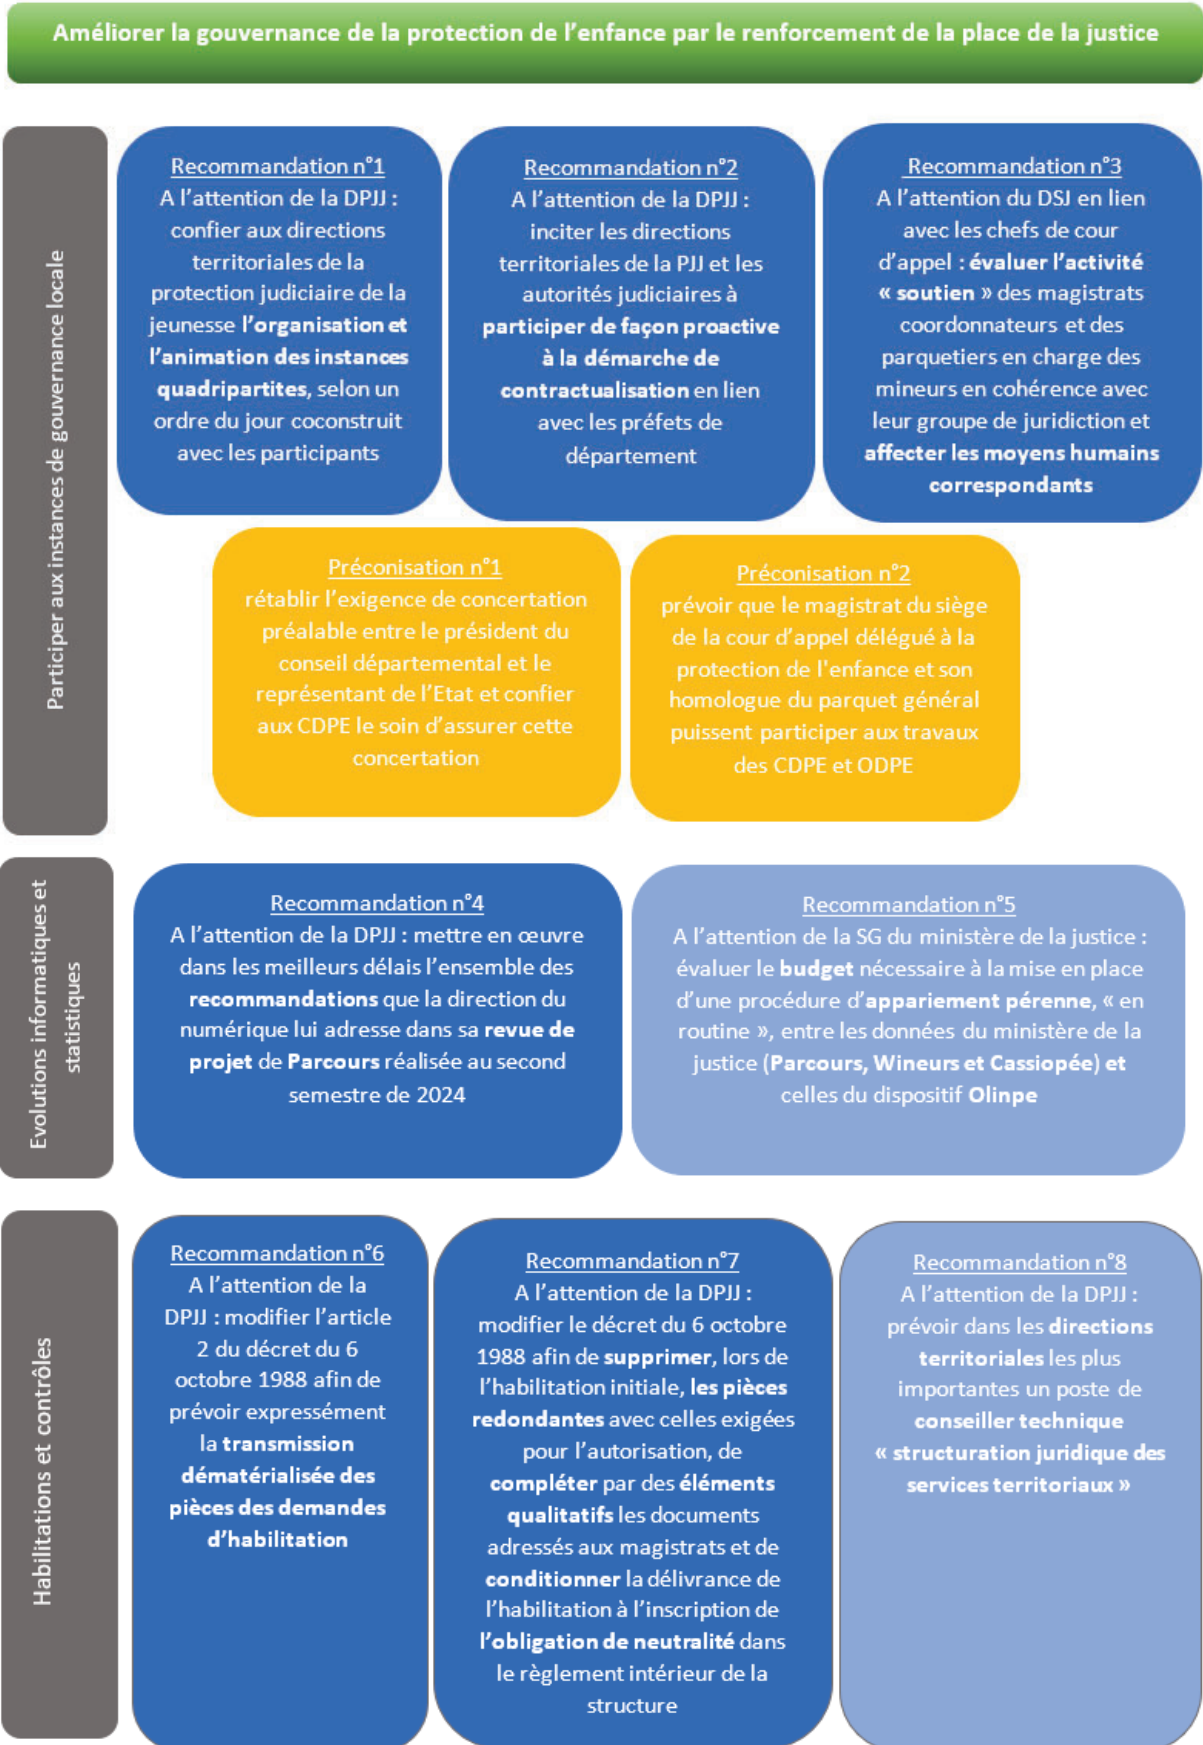 Améliorer la gouvernance de la protection de l'enfance par le renforcement de la place de la justice
Participer aux instances de gouvernance locale
Recommandation n°1
A l'attention de la DPJJ :
confier aux directions
territoriales de la
protection judiciaire de la
jeunesse l'organisation et
l'animation des instances
quadripartites, selon un
ordre du jour coconstruit
avec les participants
Recommandation n°2
A l'attention de la DPJJ :
inciter les directions
territoriales de la PJJ et les
autorités judiciaires à
participer de façon proactive
à la démarche de
contractualisation en lien
avec les préfets de
département
Recommandation n°3
A l'attention du DSJ en lien
avec les chefs de cour
d'appel : évaluer l'activité
« soutien » des magistrats
coordonnateurs et des
parquetiers en charge des
mineurs en cohérence avec
leur groupe de juridiction et
affecter les moyens humains
correspondants
Préconisation n°1
rétablir l'exigence de concertation
préalable entre le président du
conseil départemental et le
représentant de l'Etat et confier
aux CDPE le soin d'assurer cette
concertation
Préconisation n°2
prévoir que le magistrat du siège
de la cour d'appel délégué à la
protection de l'enfance et son
homologue du parquet général
puissent participer aux travaux
des CDPE et ODPE
Evolutions informatiques et
statistiques
Recommandation n°4
A l'attention de la DPJJ : mettre en œuvre
dans les meilleurs délais l'ensemble des
recommandations que la direction du
numérique lui adresse dans sa revue de
projet de Parcours réalisée au second
semestre de 2024
Recommandation n°5
A l'attention de la SG du ministère de la justice :
évaluer le budget nécessaire à la mise en place
d'une procédure d'appariement pérenne, « en
routine », entre les données du ministère de la
justice (Parcours, Wineurs et Cassiopée) et
celles du dispositif Olinpe
Habilitations et contrôles
Recommandation n°6
A l'attention de la
DPJJ : modifier l'article
2 du décret du 6
octobre 1988 afin de
prévoir expressément
la transmission
dématérialisée des
pièces des demandes
d'habilitation
Recommandation n°7
A l'attention de la DPJJ :
modifier le décret du 6 octobre
1988 afin de supprimer, lors de
l'habilitation initiale, les pièces
redondantes avec celles exigées
pour l'autorisation, de
compléter par des éléments
qualitatifs les documents
adressés aux magistrats et de
conditionner la délivrance de
l'habilitation à l'inscription de
l'obligation de neutralité dans
le règlement intérieur de la
structure
Recommandation n°8
A l'attention de la DPJJ :
prévoir dans les directions
territoriales les plus
importantes un poste de
conseiller technique
« structuration juridique des
services territoriaux »